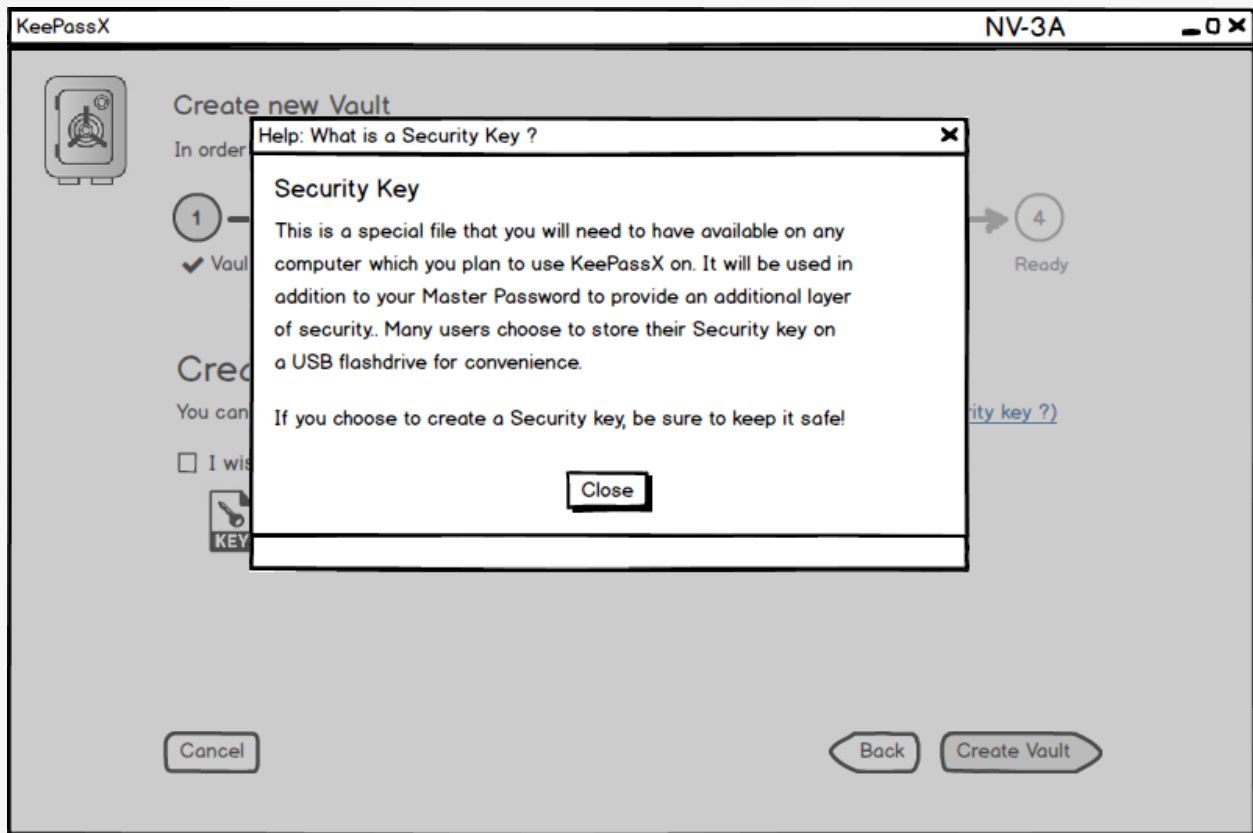 KeePassX NV-3A
Create new Vault
In order
Help: What is a Security Key ?
Security Key
This is a special file that you will need to have available on any
computer which you plan to use KeePassX on. It will be used in
addition to your Master Password to provide an additional layer
of security.. Many users choose to store their Security key on
a USB flashdrive for convenience.
If you choose to create a Security key, be sure to keep it safe!
Close
1 4
Vaul Ready
Crec
You can rity key ?)
I wis
KEY
Cancel Back Create Vault